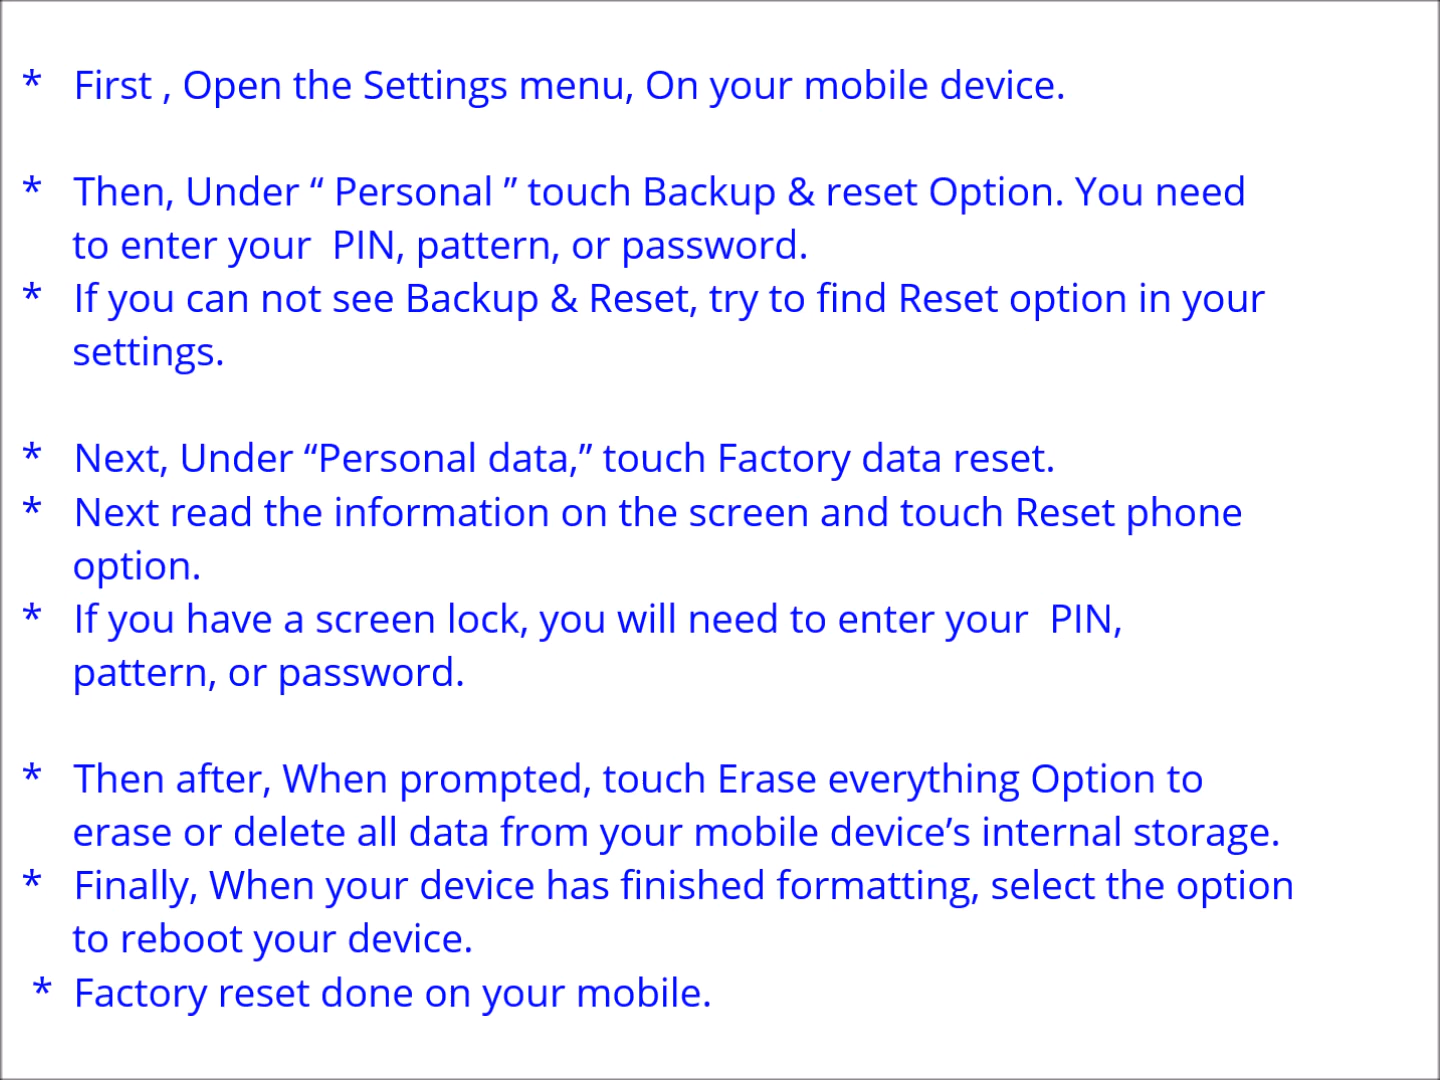 * First , Open the Settings menu, On your mobile device.
* Then, Under “ Personal ” touch Backup & reset Option. You need
to enter your  PIN, pattern, or password.
* If you can not see Backup & Reset, try to find Reset option in your
settings.
* Next, Under “Personal data,” touch Factory data reset.
* Next read the information on the screen and touch Reset phone
option.
* If you have a screen lock, you will need to enter your  PIN,
pattern, or password.
* Then after, When prompted, touch Erase everything Option to
erase or delete all data from your mobile device’s internal storage.
* Finally, When your device has finished formatting, select the option
to reboot your device.
* Factory reset done on your mobile.